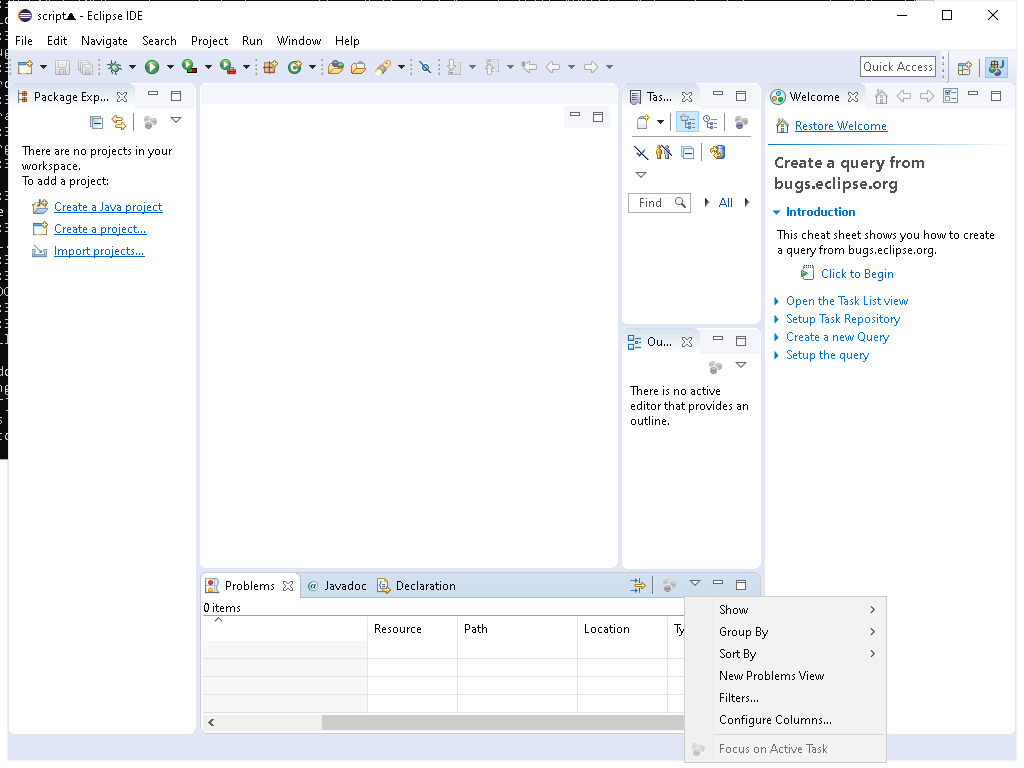 script▲ - Eclipse IDE
File Edit Navigate Search Project Run Window Help
Quick Access
Package Exp...
There are no projects in your
workspace.
To add a project:
Create a Java project
Create a project...
Import projects...
Tas...
Find
All
Ou...
There is no active
editor that provides an
outline.
Welcome
Restore Welcome
Create a query from
bugs.eclipse.org
Introduction
This cheat sheet shows you how to create
a query from bugs.eclipse.org.
Click to Begin
Open the Task List view
Setup Task Repository
Create a new Query
Setup the query
Problems @ Javadoc Declaration
0 items
Resource Path Location Ty
Show
Group By
Sort By
New Problems View
Filters...
Configure Columns...
Focus on Active Task